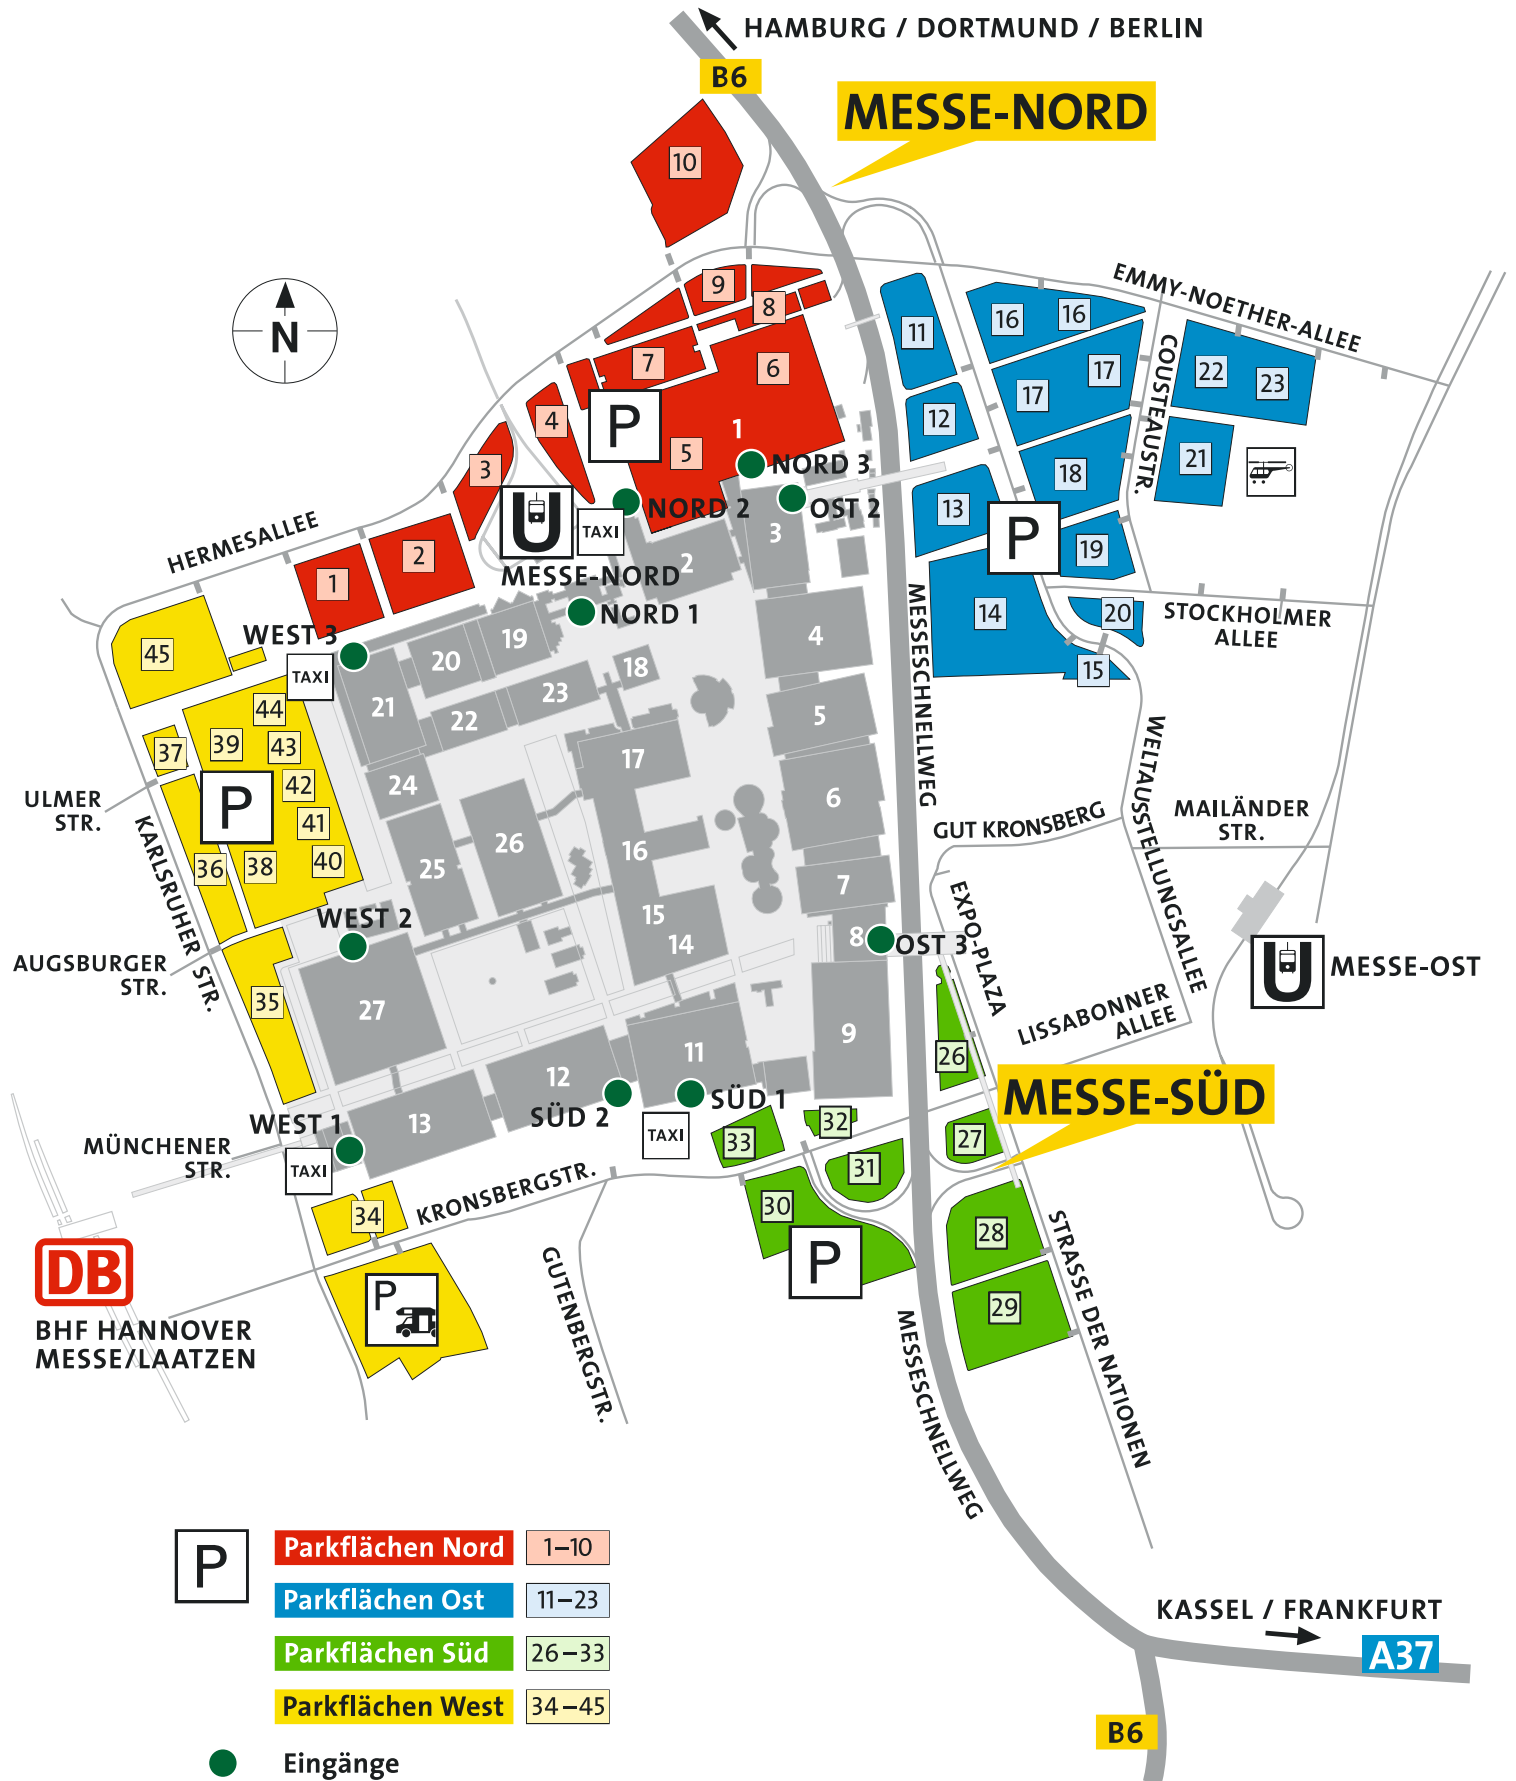 HAMBURG / DORTMUND / BERLIN
B6
MESSE-NORD
10
9
8
7
6
4
P
5
1
3
2
1
N
HERMESALLEE
NORD 3
NORD 2
OST 2
U
TAXI
MESSE-NORD
NORD 1
EMMY-NOETHER-ALLEE
COUSTEAUSTR.
11
16
16
17
17
22
23
12
18
21
13
P
19
14
20
15
STOCKHOLMER
ALLEE
MESSESCHNELLWEG
WELTAUSSTELLUNGSALLEE
MAILÄNDER
STR.
GUT KRONSBERG
EXPO-PLAZA
LISSABONNER
ALLEE
U
MESSE-OST
WEST 3
TAXI
45
44
37
39
43
42
P
41
36
38
40
35
ULMER
STR.
KARLSRUHER STR.
AUGSBURGER
STR.
MÜNCHENER
STR.
WEST 2
WEST 1
TAXI
2
3
4
5
6
7
8
9
11
12
13
14
15
16
17
18
19
20
21
22
23
24
25
26
27
OST 3
SÜD 2
SÜD 1
TAXI
MESSE-SÜD
26
27
32
33
31
30
P
28
29
34
P
KRONSBERGSTR.
GUTENBERGSTR.
MESSESCHNELLWEG
STRASSE DER NATIONEN
DB
BHF HANNOVER
MESSE/LAATZEN
P
Parkflächen Nord 1–10
Parkflächen Ost 11–23
Parkflächen Süd 26–33
Parkflächen West 34–45
Eingänge
KASSEL / FRANKFURT
A37
B6